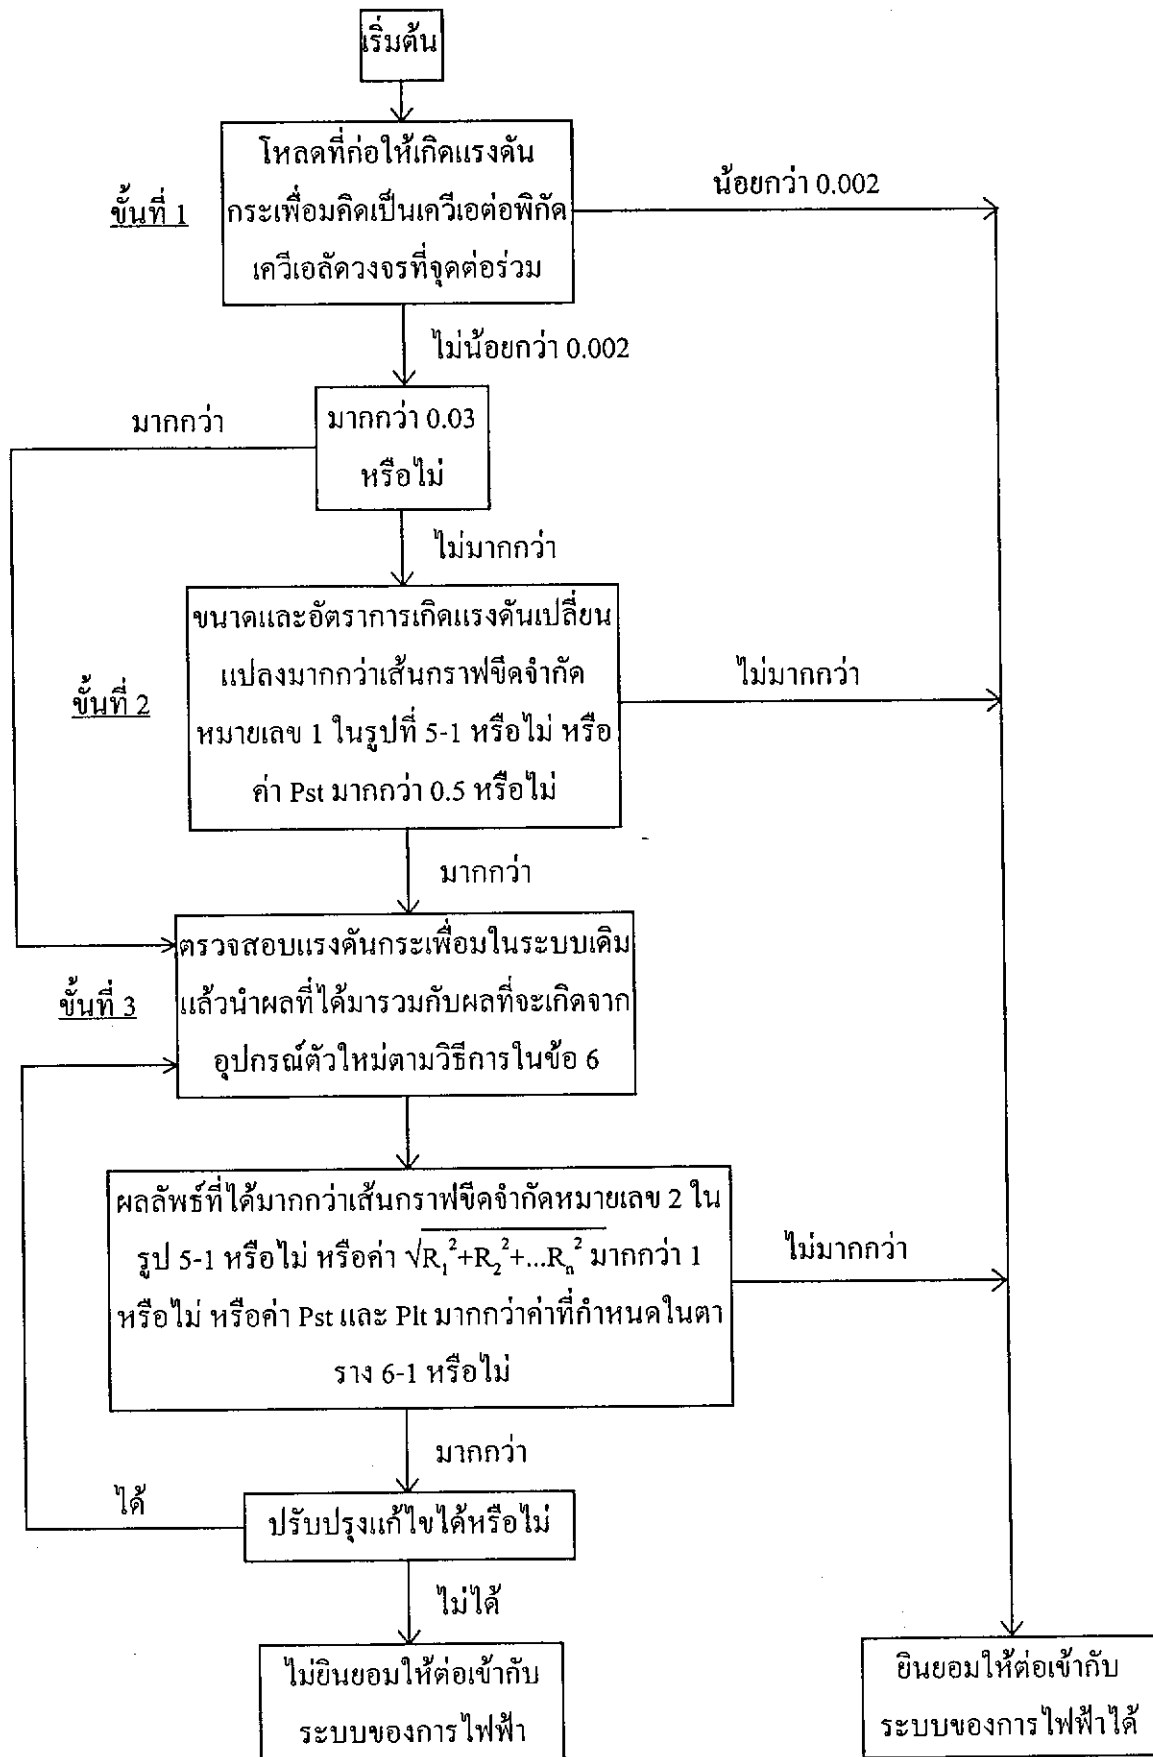 เริ่มต้น
โหลดที่ก่อให้เกิดแรงดัน
กระเพื่อมคิดเป็นเควีเอต่อพิกัด
เควีเอลัดวงจรที่จุดต่อร่วม
ขั้นที่ 1
น้อยกว่า 0.002
ไม่น้อยกว่า 0.002
มากกว่า 0.03
หรือไม่
มากกว่า
ไม่มากกว่า
ขนาดและอัตราการเกิดแรงดันเปลี่ยน
แปลงมากกว่าเส้นกราฟขีดจำกัด
หมายเลข 1 ในรูปที่ 5-1 หรือไม่ หรือ
ค่า Pst มากกว่า 0.5 หรือไม่
ขั้นที่ 2
ไม่มากกว่า
มากกว่า
ตรวจสอบแรงดันกระเพื่อมในระบบเดิม
แล้วนำผลที่ได้มารวมกับผลที่จะเกิดจาก
อุปกรณ์ตัวใหม่ตามวิธีการในข้อ 6
ขั้นที่ 3
ผลลัพธ์ที่ได้มากกว่าเส้นกราฟขีดจำกัดหมายเลข 2 ใน
รูป 5-1 หรือไม่ หรือค่า √R₁²+R₂²+...Rₙ² มากกว่า 1
หรือไม่ หรือค่า Pst และ Plt มากกว่าค่าที่กำหนดในตา
ราง 6-1 หรือไม่
ไม่มากกว่า
มากกว่า
ปรับปรุงแก้ไขได้หรือไม่
ได้
ไม่ได้
ไม่ยินยอมให้ต่อเข้ากับ
ระบบของการไฟฟ้า
ยินยอมให้ต่อเข้ากับ
ระบบของการไฟฟ้าได้